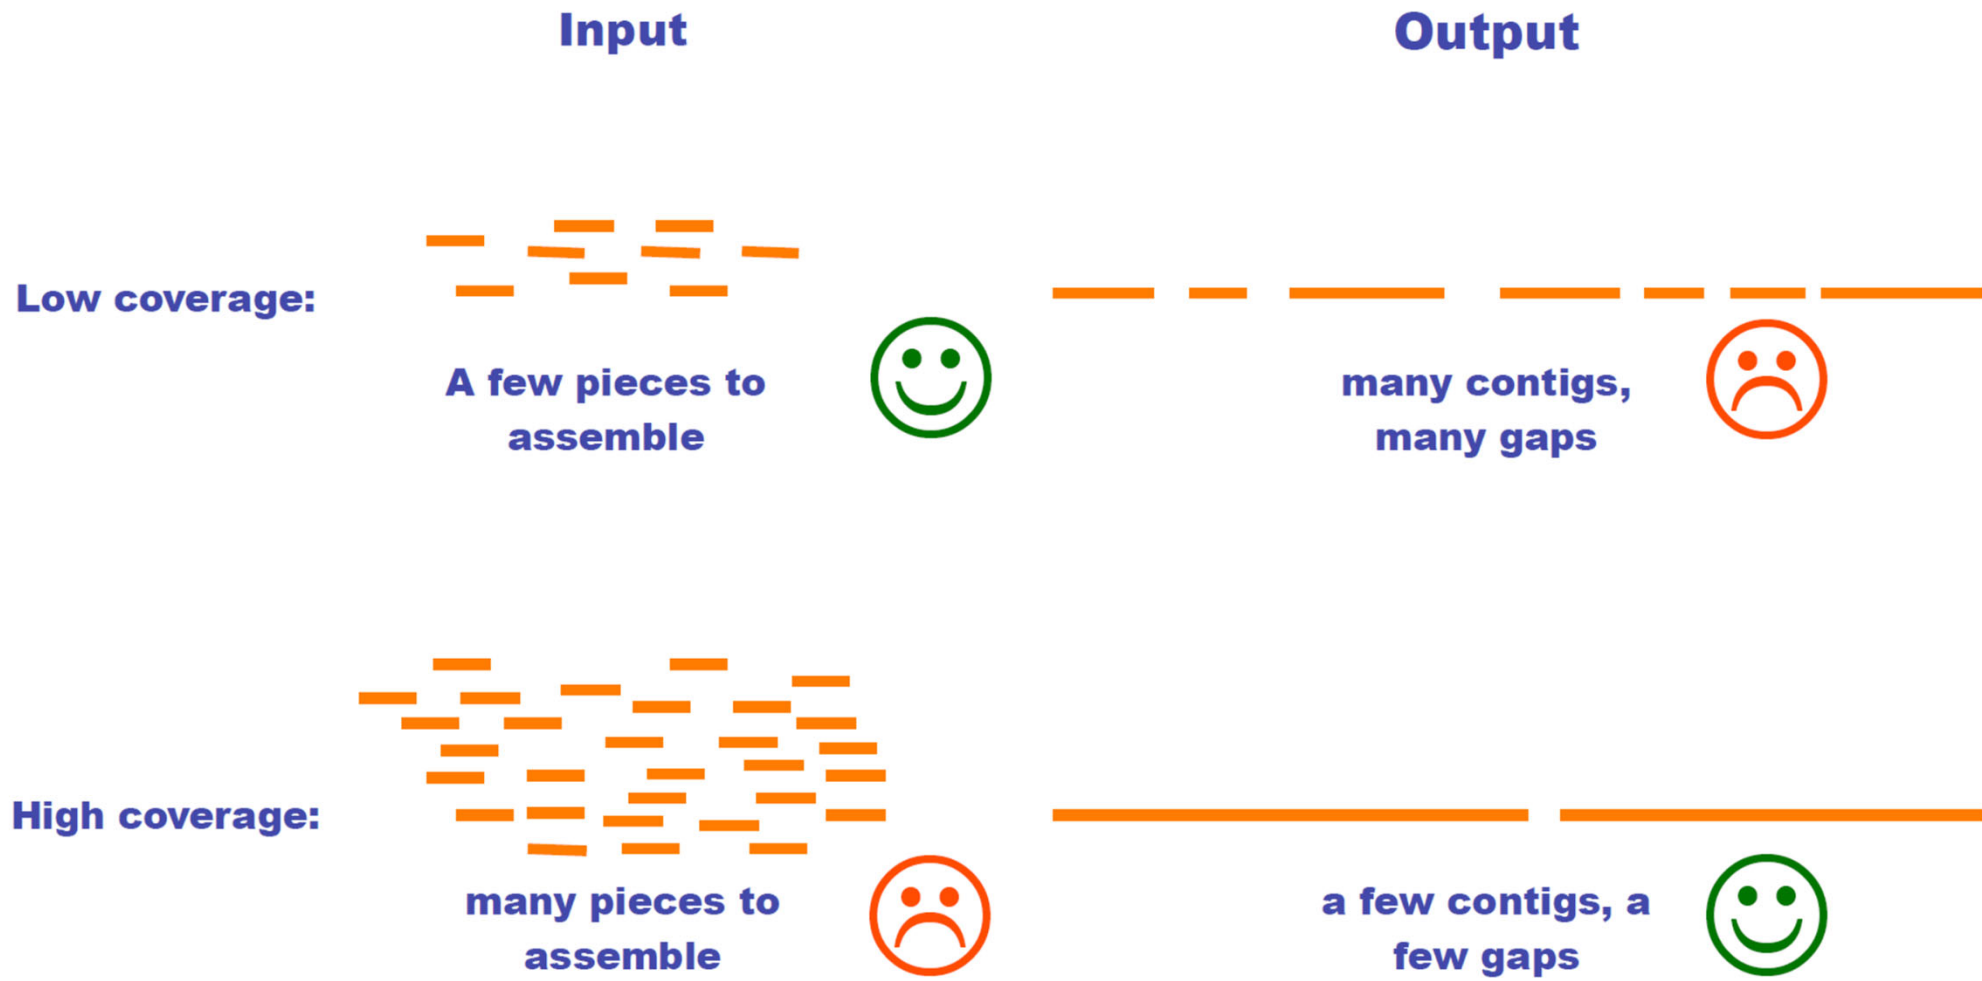 Input
Output
Low coverage:
A few pieces to
assemble
many contigs,
many gaps
High coverage:
many pieces to
assemble
a few contigs, a
few gaps